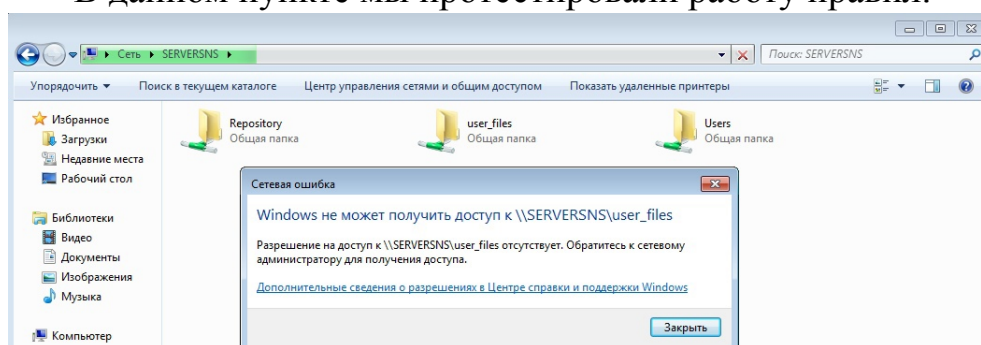 В данном пункте мы протестировали работу правил.
Сеть SERVERSNS
Поиск: SERVERSNS
Упорядочить Поиск в текущем каталоге Центр управления сетями и общим доступом Показать удаленные принтеры
Избранное
Загрузки
Недавние места
Рабочий стол
Библиотеки
Видео
Документы
Изображения
Музыка
Компьютер
Repository
Общая папка
user_files
Общая папка
Users
Общая папка
Сетевая ошибка
Windows не может получить доступ к \\SERVERSNS\user_files
Разрешение на доступ к \\SERVERSNS\user_files отсутствует. Обратитесь к сетевому
администратору для получения доступа.
Дополнительные сведения о разрешениях в Центре справки и поддержки Windows
Закрыть